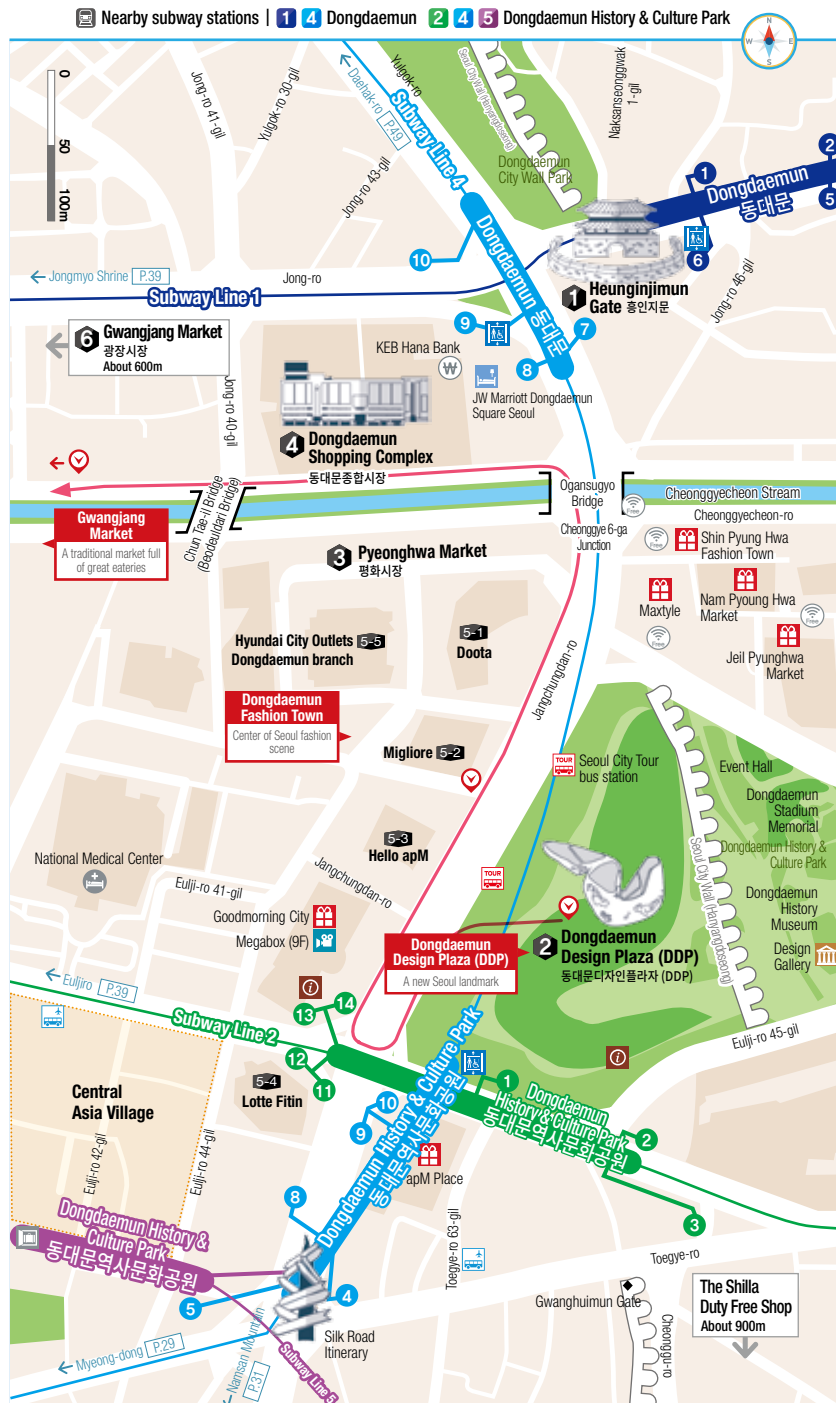 Nearby subway stations | 1 4 Dongdaemun 2 4 5 Dongdaemun History & Culture Park
N
W E
S
0
50
100m
Jong-ro 41-gil
Yulgok-ro 30-gil
← Daehak-ro P.49
Yulgok-ro
Seoul City Wall (Hanyangdoseong)
Naksanseonggwak
1-gil
Subway Line 4
Jong-ro 43-gil
Dongdaemun
City Wall Park
1
2
Dongdaemun
동대문
5
6
10
Dongdaemun 동대문
← Jongmyo Shrine P.39
Jong-ro
Subway Line 1
1 Heunginjimun
Gate 흥인지문
Jong-ro 46-gil
6 Gwangjang Market
광장시장
About 600m
9
7
8
KEB Hana Bank
₩
JW Marriott Dongdaemun
Square Seoul
Jong-ro 40-gil
4 Dongdaemun
Shopping Complex
동대문종합시장
Ogansugyo
Bridge
Free
Cheonggyecheon Stream
Cheonggyecheon-ro
Gwangjang
Market
A traditional market full
of great eateries
Chun Tae-il Bridge
(Beodeuldari Bridge)
Cheonggye 6-ga
Junction
Free
Shin Pyung Hwa
Fashion Town
3 Pyeonghwa Market
평화시장
Maxtyle
Free
Nam Pyoung Hwa
Market
Free
Jeil Pyunghwa
Market
Hyundai City Outlets 5-5
Dongdaemun branch
5-1
Doota
Jangchungdan-ro
Dongdaemun
Fashion Town
Center of Seoul fashion
scene
Migliore 5-2
TOUR
Seoul City Tour
bus station
Event Hall
Dongdaemun
Stadium
Memorial
Dongdaemun History &
Culture Park
Seoul City Wall (Hanyangdoseong)
5-3
Hello apM
National Medical Center
Eulji-ro 41-gil
Jangchungdan-ro
TOUR
Dongdaemun
History
Museum
Design
Gallery
Goodmorning City
Megabox (9F)
Dongdaemun
Design Plaza (DDP)
A new Seoul landmark
2 Dongdaemun
Design Plaza (DDP)
동대문디자인플라자 (DDP)
← Euljiro P.39
Subway Line 2
i
13
14
12
11
Eulji-ro 45-gil
i
Central
Asia Village
5-4
Lotte Fitin
10
9
1
Dongdaemun
History & Culture Park
동대문역사문화공원
2
3
Dongdaemun History & Culture Park
동대문역사문화공원
apM Place
Eulji-ro 42-gil
Eulji-ro 44-gil
Dongdaemun History &
Culture Park
동대문역사문화공원
8
5
4
Toegye-ro 63-gil
Toegye-ro
Gwanghuimun Gate
Cheonggu-ro
The Shilla
Duty Free Shop
About 900m
Silk Road
Itinerary
← Myeong-dong P.29
← Namsan Mountain
P.31
Subway Line 5